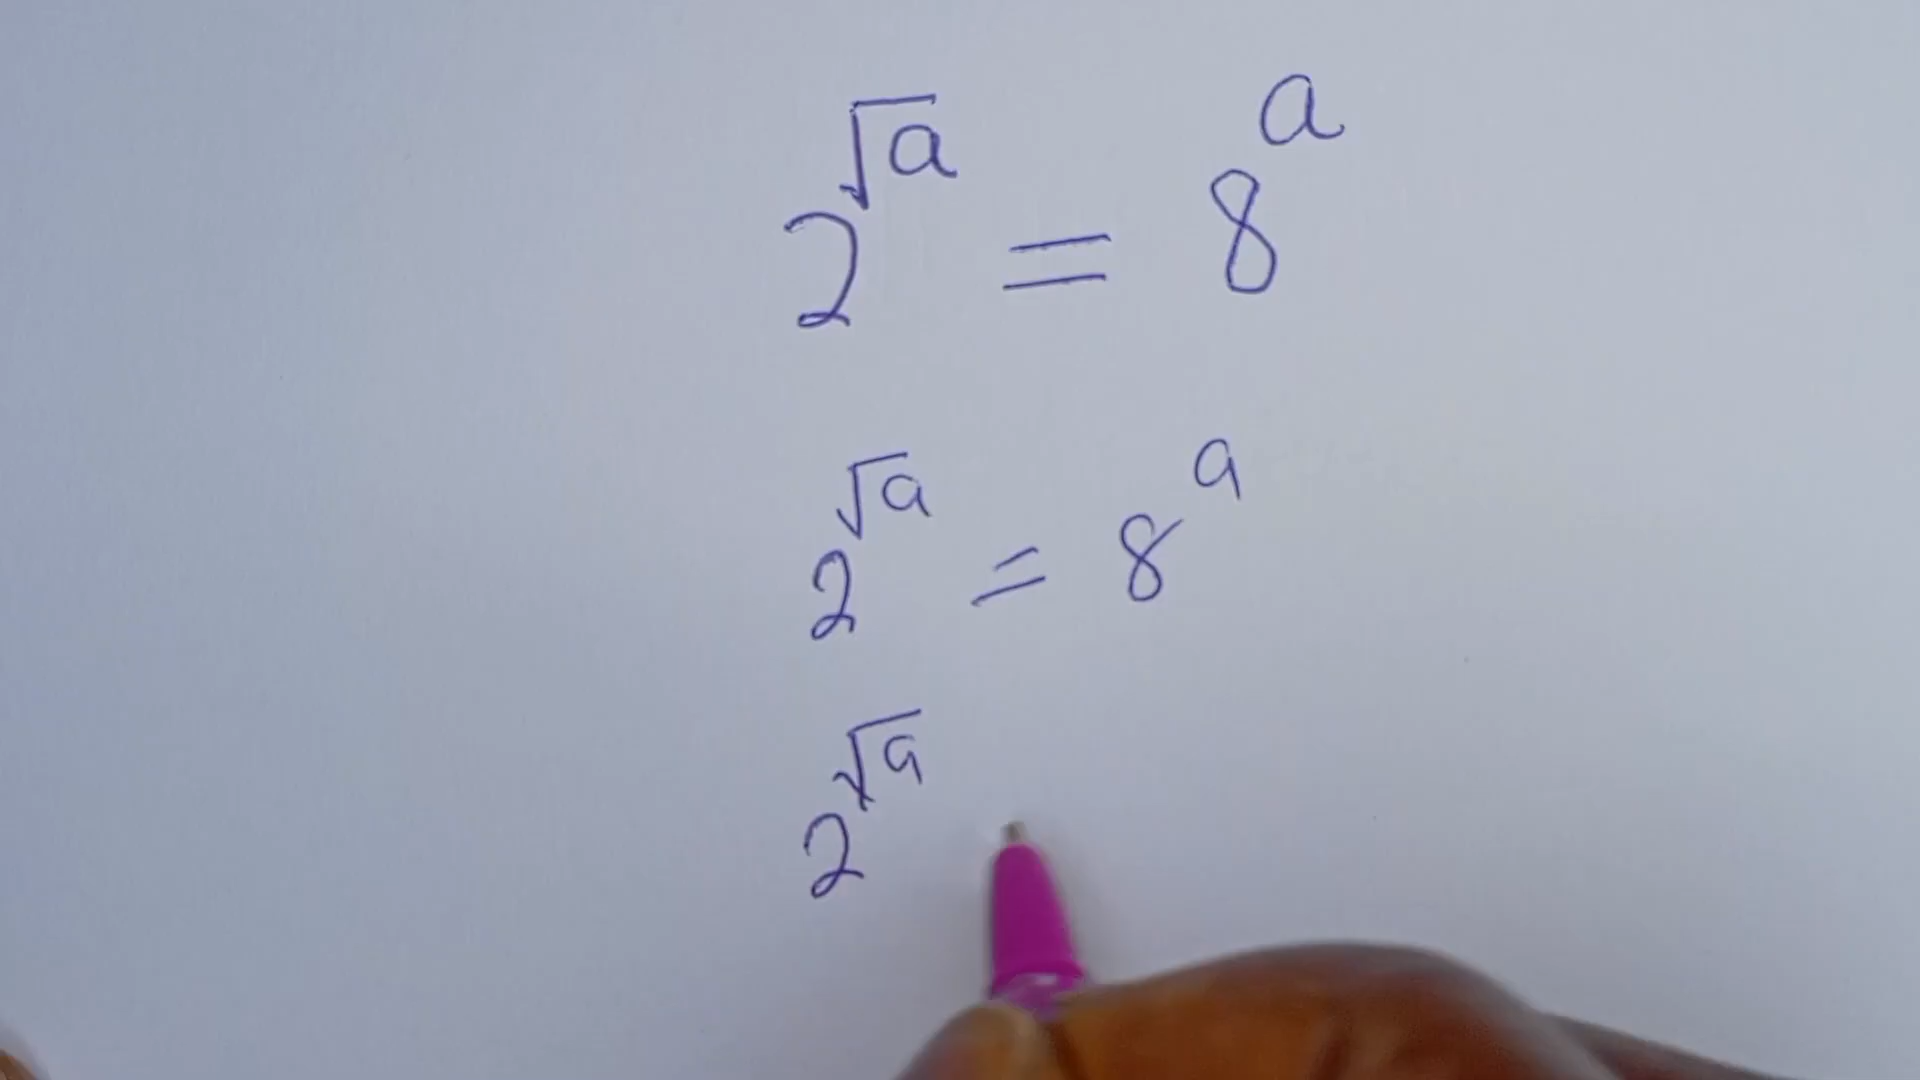 2^√a = 8^a
2^√a = 8^a
2^√a